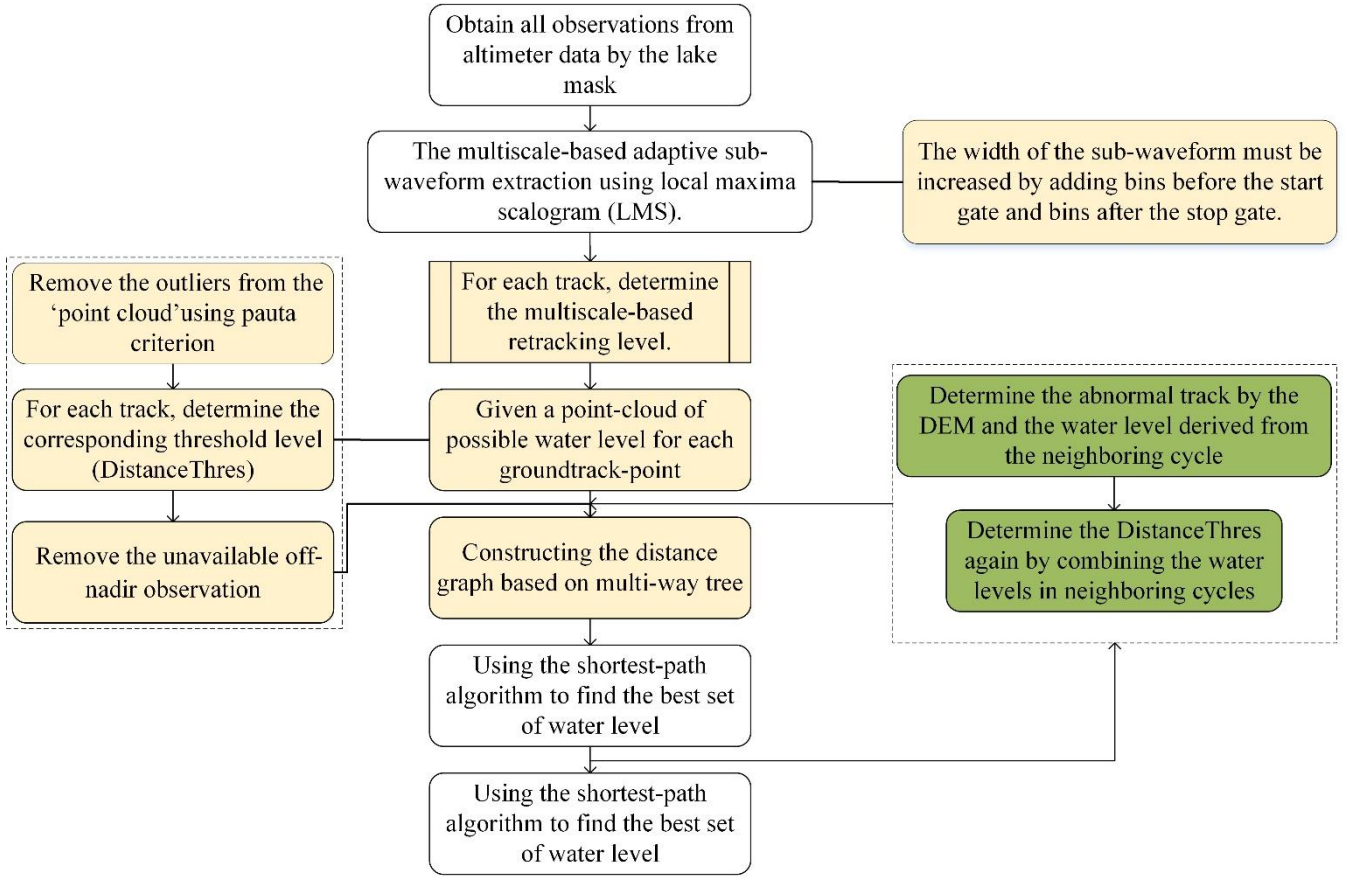 Obtain all observations from
altimeter data by the lake
mask
The multiscale-based adaptive sub-
waveform extraction using local maxima
scalogram (LMS).
The width of the sub-waveform must be
increased by adding bins before the start
gate and bins after the stop gate.
For each track, determine
the multiscale-based
retracking level.
Remove the outliers from the
‘point cloud’using pauta
criterion
For each track, determine the
corresponding threshold level
(DistanceThres)
Remove the unavailable off-
nadir observation
Given a point-cloud of
possible water level for each
groundtrack-point
Determine the abnormal track by the
DEM and the water level derived from
the neighboring cycle
Determine the DistanceThres
again by combining the water
levels in neighboring cycles
Constructing the distance
graph based on multi-way tree
Using the shortest-path
algorithm to find the best set
of water level
Using the shortest-path
algorithm to find the best set
of water level